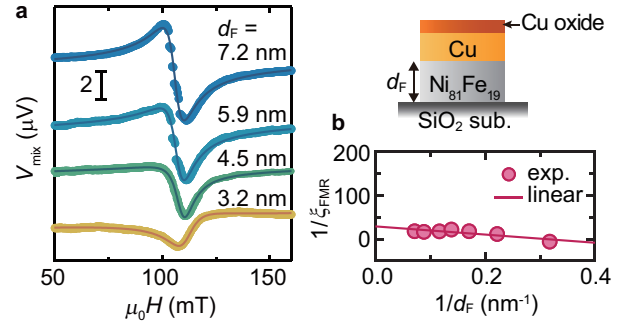 a
d_F =
7.2 nm
5.9 nm
4.5 nm
3.2 nm
2
V_mix (µV)
50
100
150
µ₀H (mT)
Cu oxide
Cu
d_F
Ni₈₁Fe₁₉
SiO₂ sub.
b
200
100
0
1/ξ_FMR
exp.
linear
0.0
0.2
0.4
1/d_F (nm⁻¹)